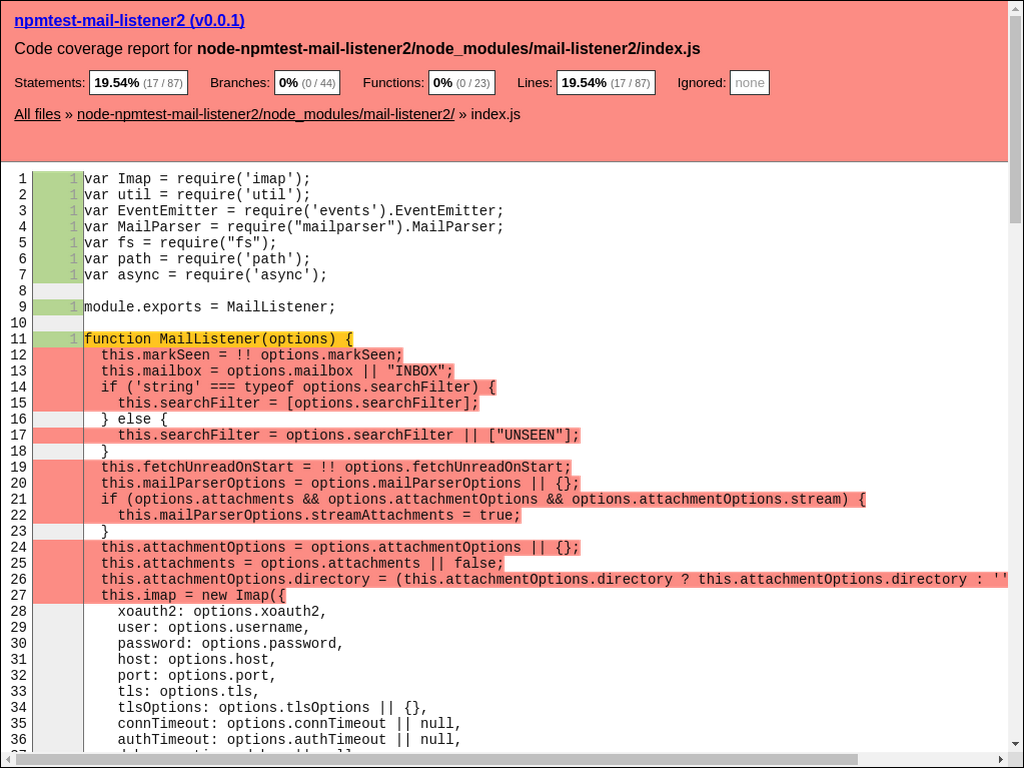 npmtest-mail-listener2 (v0.0.1)
Code coverage report for node-npmtest-mail-listener2/node_modules/mail-listener2/index.js
Statements: 19.54% (17 / 87) Branches: 0% (0 / 44) Functions: 0% (0 / 23) Lines: 19.54% (17 / 87) Ignored: none
All files » node-npmtest-mail-listener2/node_modules/mail-listener2/ » index.js
1 1 var Imap = require('imap');
2 1 var util = require('util');
3 1 var EventEmitter = require('events').EventEmitter;
4 1 var MailParser = require("mailparser").MailParser;
5 1 var fs = require("fs");
6 1 var path = require('path');
7 1 var async = require('async');
8
9 1 module.exports = MailListener;
10
11 1 function MailListener(options) {
12   this.markSeen = !! options.markSeen;
13   this.mailbox = options.mailbox || "INBOX";
14   if ('string' === typeof options.searchFilter) {
15     this.searchFilter = [options.searchFilter];
16   } else {
17     this.searchFilter = options.searchFilter || ["UNSEEN"];
18   }
19   this.fetchUnreadOnStart = !! options.fetchUnreadOnStart;
20   this.mailParserOptions = options.mailParserOptions || {};
21   if (options.attachments && options.attachmentOptions && options.attachmentOptions.stream) {
22     this.mailParserOptions.streamAttachments = true;
23   }
24   this.attachmentOptions = options.attachmentOptions || {};
25   this.attachments = options.attachments || false;
26   this.attachmentOptions.directory = (this.attachmentOptions.directory ? this.attachmentOptions.directory : ''
27   this.imap = new Imap({
28     xoauth2: options.xoauth2,
29     user: options.username,
30     password: options.password,
31     host: options.host,
32     port: options.port,
33     tls: options.tls,
34     tlsOptions: options.tlsOptions || {},
35     connTimeout: options.connTimeout || null,
36     authTimeout: options.authTimeout || null,